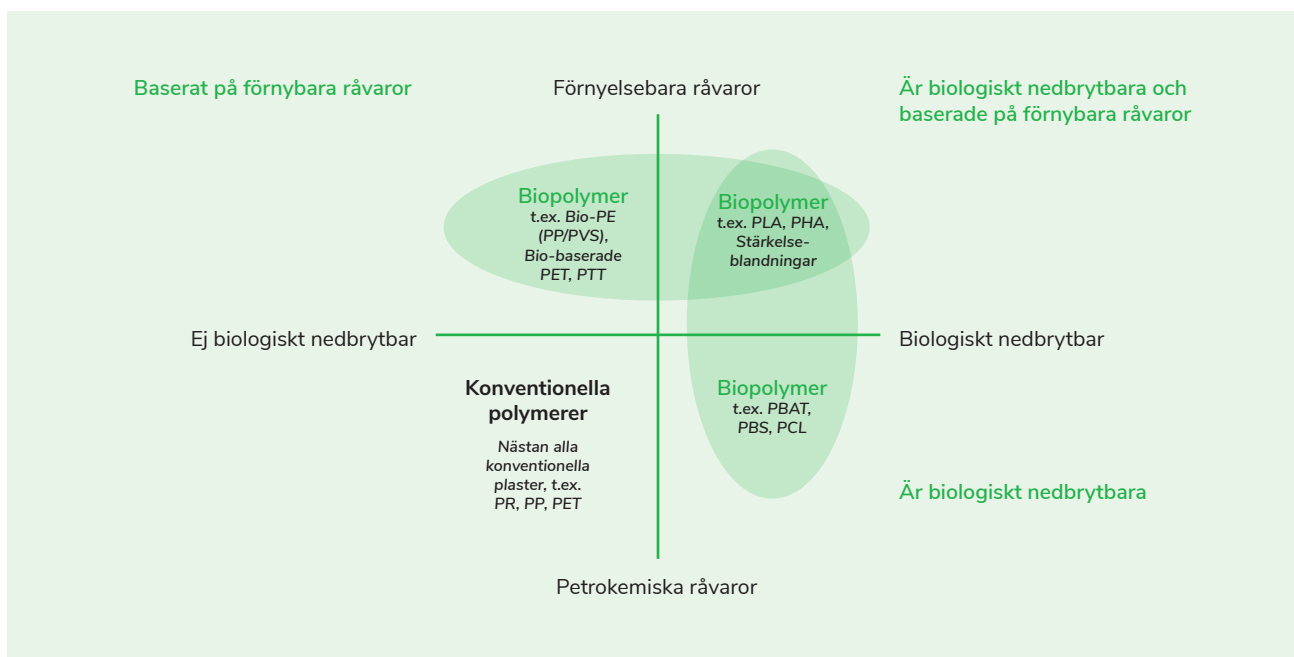 Baserat på förnybara råvaror
Förnyelsebara råvaror
Är biologiskt nedbrytbara och
baserade på förnybara råvaror
Biopolymer
t.ex. Bio-PE
(PP/PVS),
Bio-baserade
PET, PTT
Biopolymer
t.ex. PLA, PHA,
Stärkelse-
blandningar
Ej biologiskt nedbrytbar
Biologiskt nedbrytbar
Konventionella
polymerer
Nästan alla
konventionella
plaster, t.ex.
PR, PP, PET
Biopolymer
t.ex. PBAT,
PBS, PCL
Är biologiskt nedbrytbara
Petrokemiska råvaror